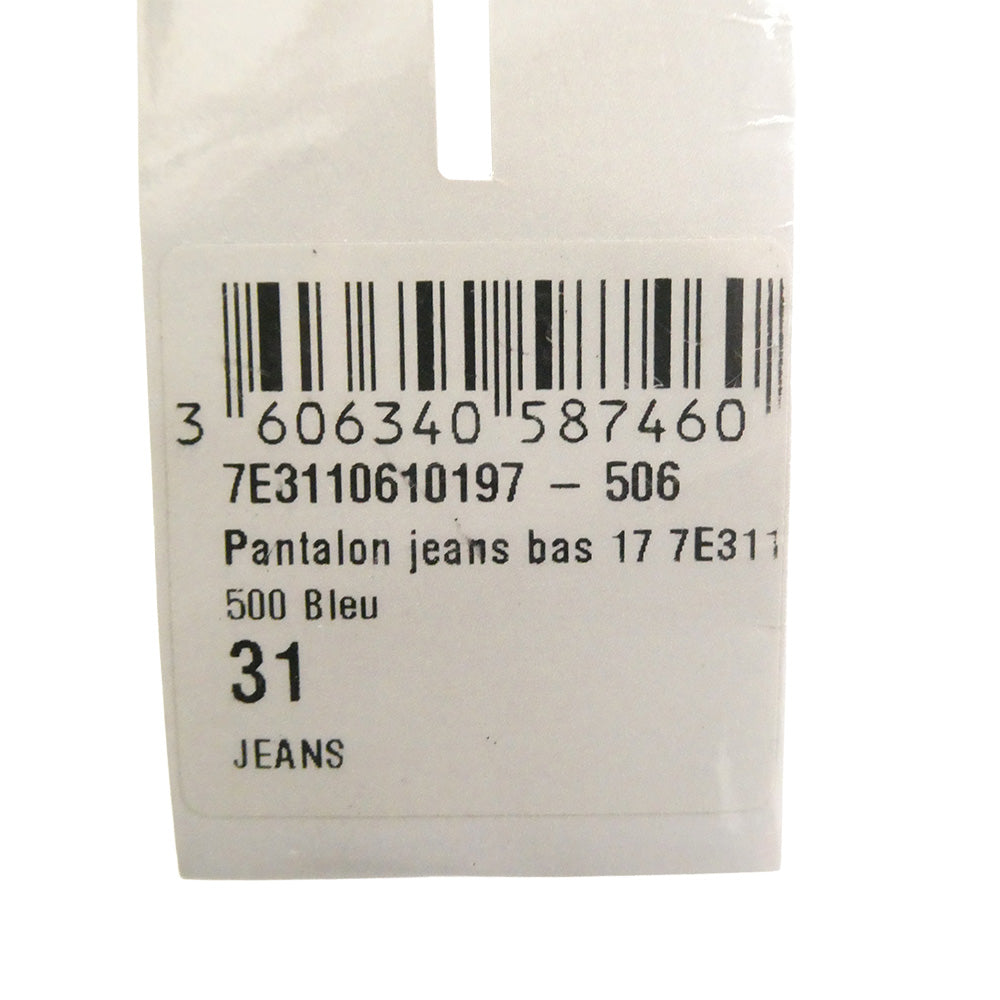 3 606340 587460
7E3110610197 – 506
Pantalon jeans bas 17 7E311
500 Bleu
31
JEANS